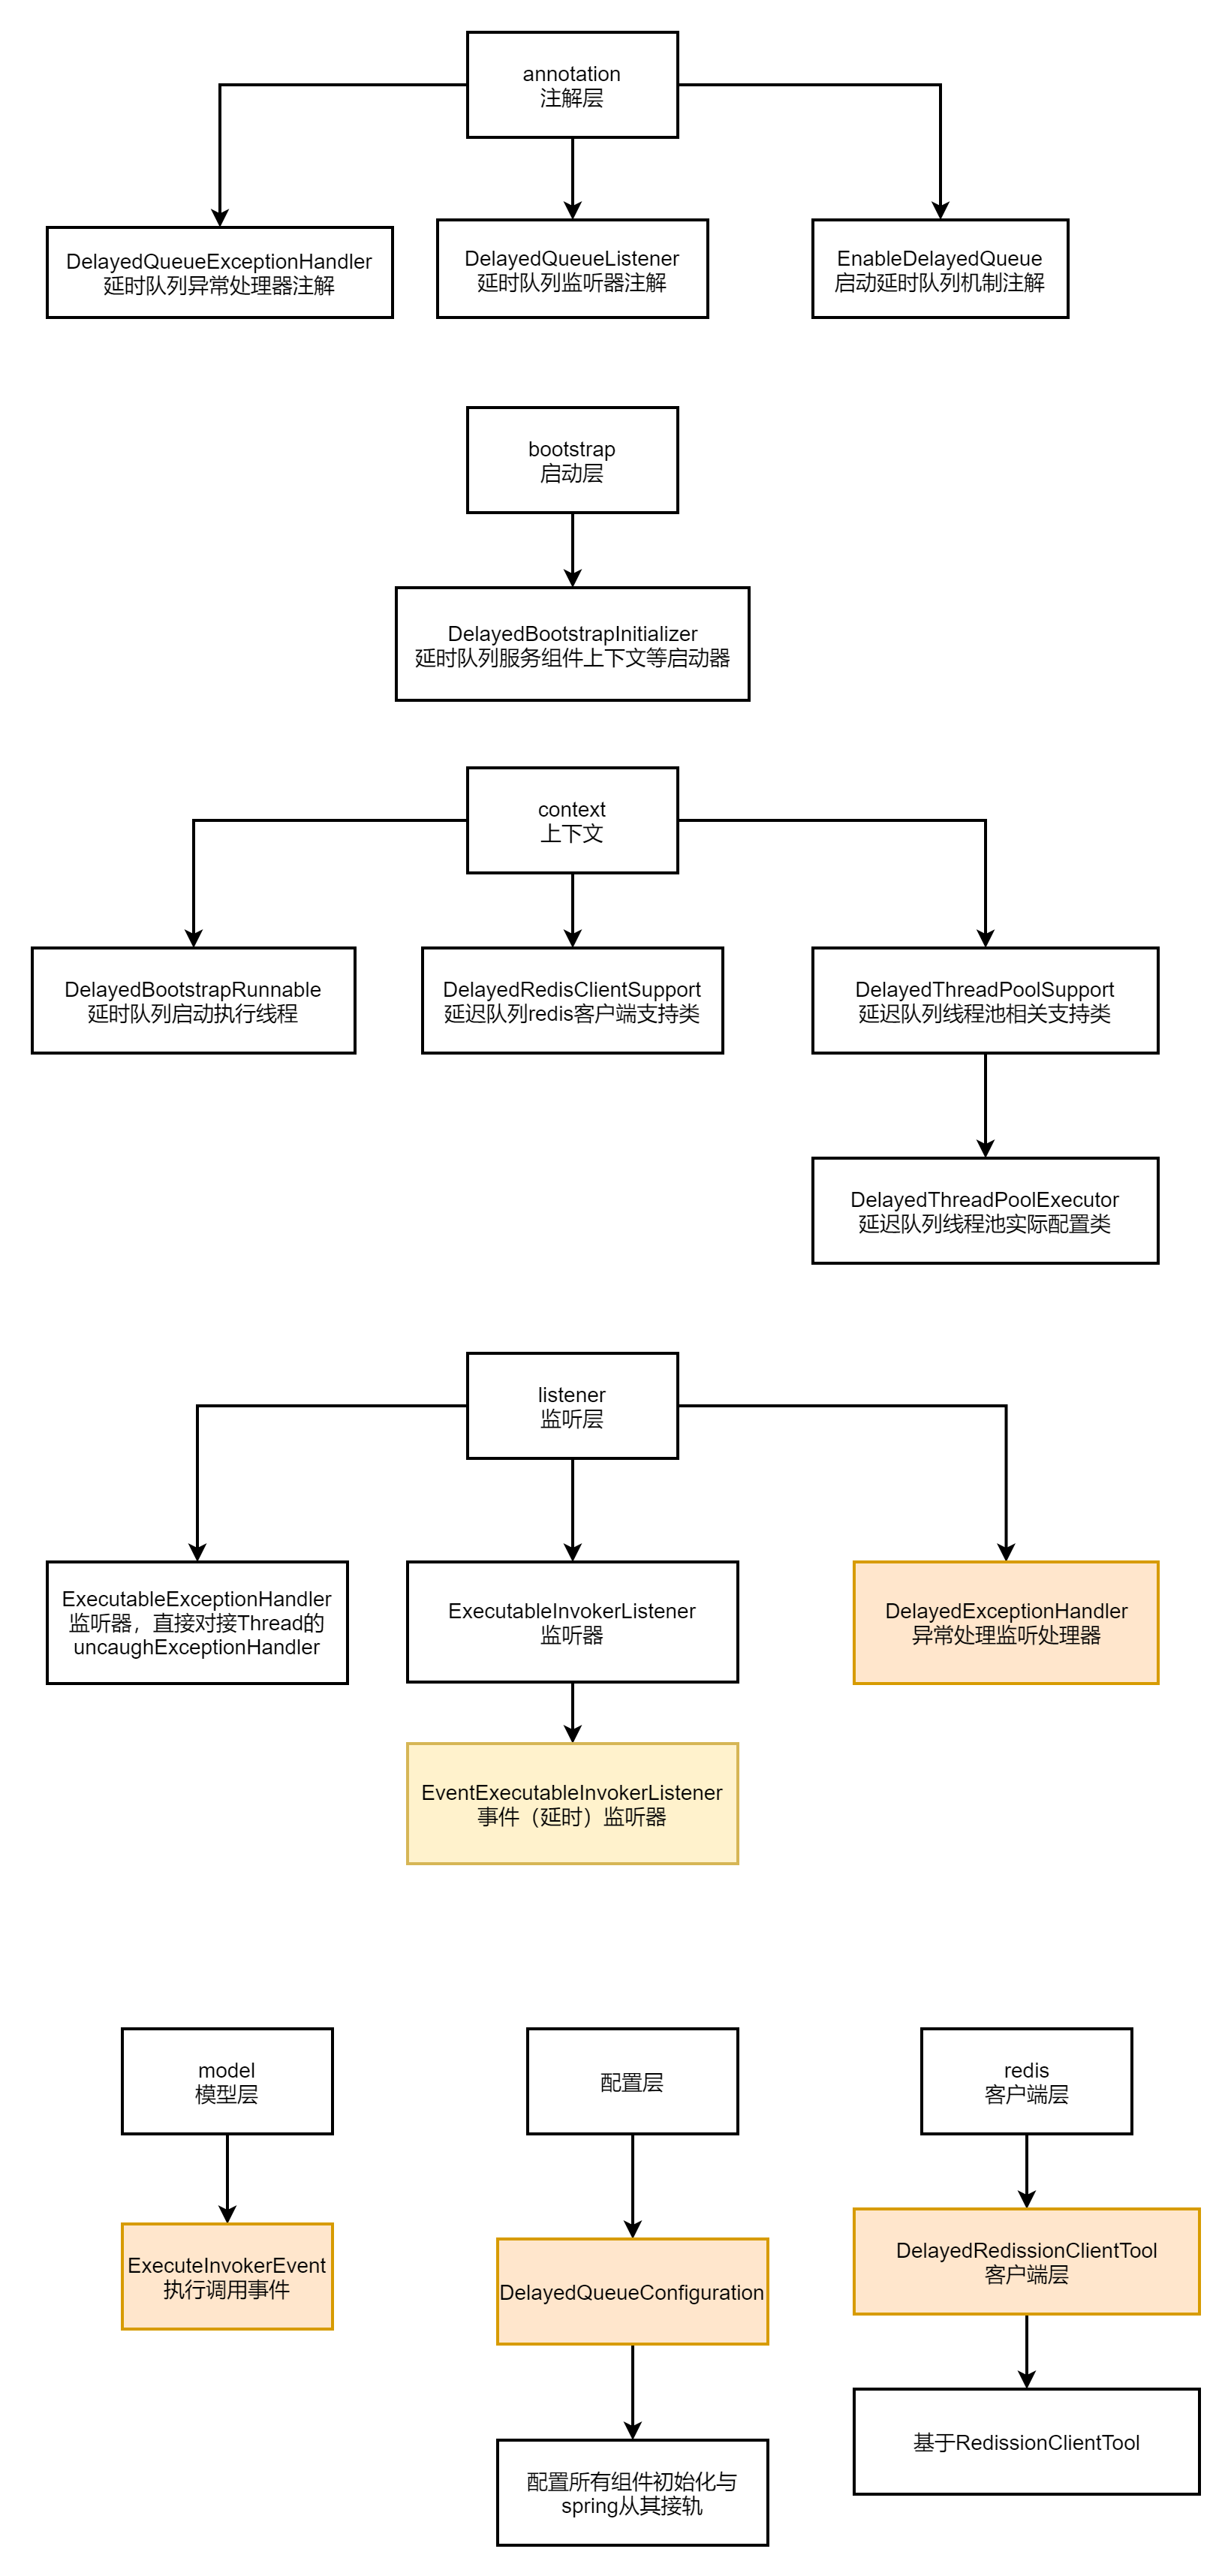 annotation
注解层
DelayedQueueExceptionHandler
延时队列异常处理器注解
DelayedQueueListener
延时队列监听器注解
EnableDelayedQueue
启动延时队列机制注解
bootstrap
启动层
DelayedBootstrapInitializer
延时队列服务组件上下文等启动器
context
上下文
DelayedBootstrapRunnable
延时队列启动执行线程
DelayedRedisClientSupport
延迟队列redis客户端支持类
DelayedThreadPoolSupport
延迟队列线程池相关支持类
DelayedThreadPoolExecutor
延迟队列线程池实际配置类
listener
监听层
ExecutableExceptionHandler
监听器，直接对接Thread的
uncaughExceptionHandler
ExecutableInvokerListener
监听器
DelayedExceptionHandler
异常处理监听处理器
EventExecutableInvokerListener
事件（延时）监听器
model
模型层
配置层
redis
客户端层
ExecuteInvokerEvent
执行调用事件
DelayedQueueConfiguration
DelayedRedissionClientTool
客户端层
配置所有组件初始化与
spring从其接轨
基于RedissionClientTool